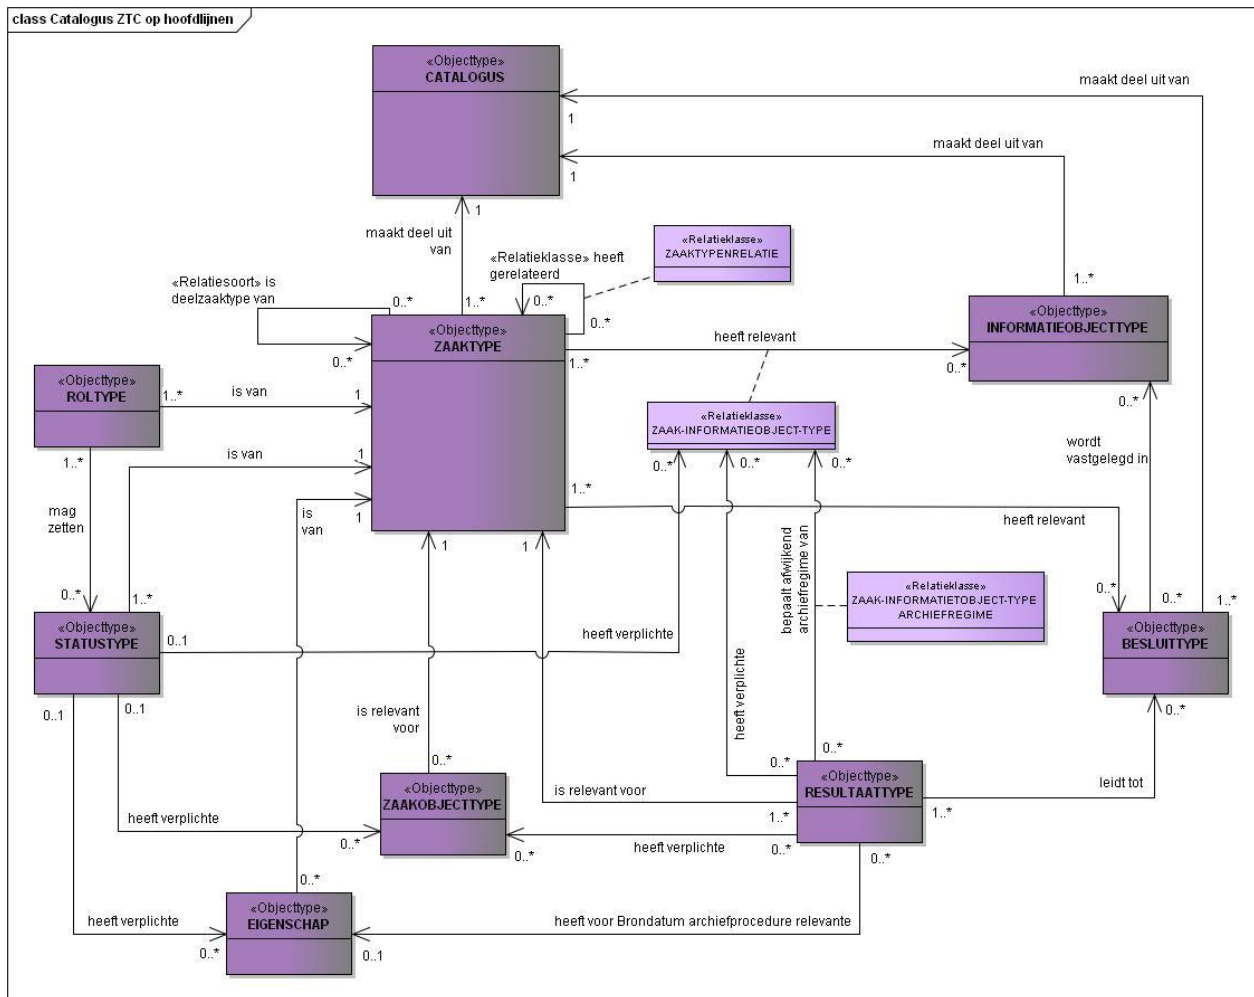 class Catalogus ZTC op hoofdlijnen
«Objecttype»
CATALOGUS
maakt deel uit van
1
maakt deel uit van
1
1
maakt deel uit
van
«Relatieklasse»
ZAAKTYPENRELATIE
«Relatieklasse» heeft
gerelateerd
«Relatiesoort» is
deelzaaktype van
0..*
1..*
0..*
0..*
1..*
«Objecttype»
INFORMATIEOBJECTTYPE
«Objecttype»
ZAAKTYPE
0..*
heeft relevant
1..*
0..*
«Objecttype»
ROLTYPE
1..*
is van
1
0..*
«Relatieklasse»
ZAAK-INFORMATIEOBJECT-TYPE
1..*
is van
1
0..*
0..*
0..*
wordt
vastgelegd in
1..*
mag
zetten
is
van
1
heeft relevant
1
1
bepaalt afwijkend
archiefregime van
«Relatieklasse»
ZAAK-INFORMATIETOBJECT-TYPE
ARCHIEFREGIME
0..*
1..*
0..*
0..*
1..*
«Objecttype»
STATUSTYPE
0..1
heeft verplichte
«Objecttype»
BESLUITTYPE
0..1
0..1
is relevant
voor
heeft verplichte
0..*
0..*
0..*
0..*
«Objecttype»
ZAAKOBJECTTYPE
is relevant voor
1..*
«Objecttype»
RESULTAATTYPE
1..*
leidt tot
heeft verplichte
0..*
0..*
heeft verplichte
0..*
0..*
0..*
«Objecttype»
EIGENSCHAP
heeft verplichte
0..*
heeft voor Brondatum archiefprocedure relevante
0..1